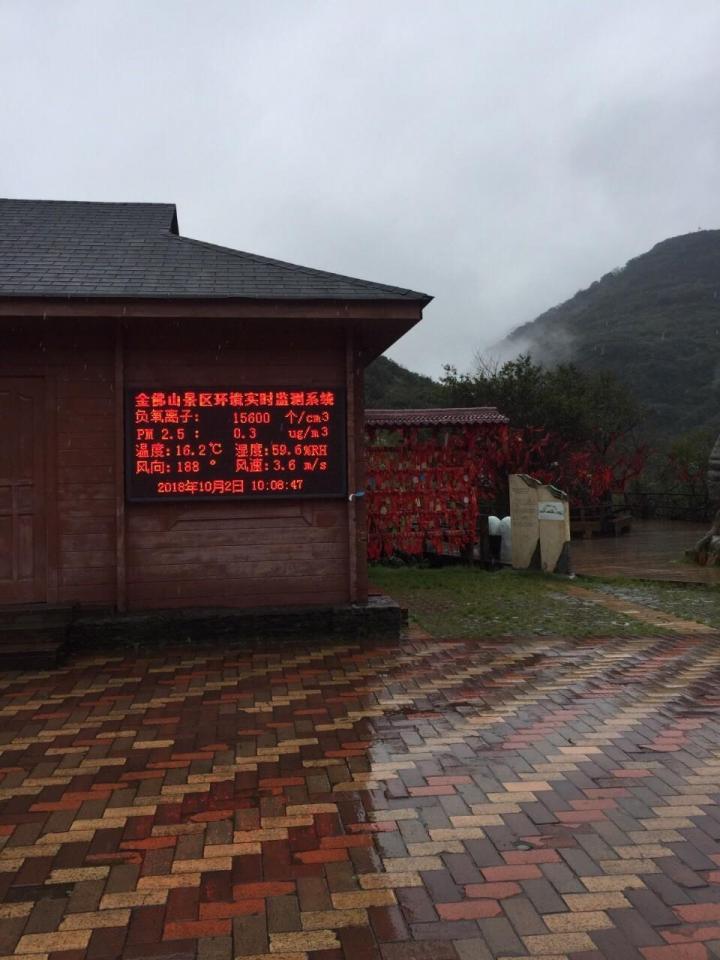 金佛山景区环境实时监测系统
负氧离子: 15600 个/cm3
PM 2.5 : 0.3 ug/m3
温度:16.2℃ 湿度:59.6%RH
风向:188 ° 风速:3.6 m/s
2018年10月2日 10:08:47